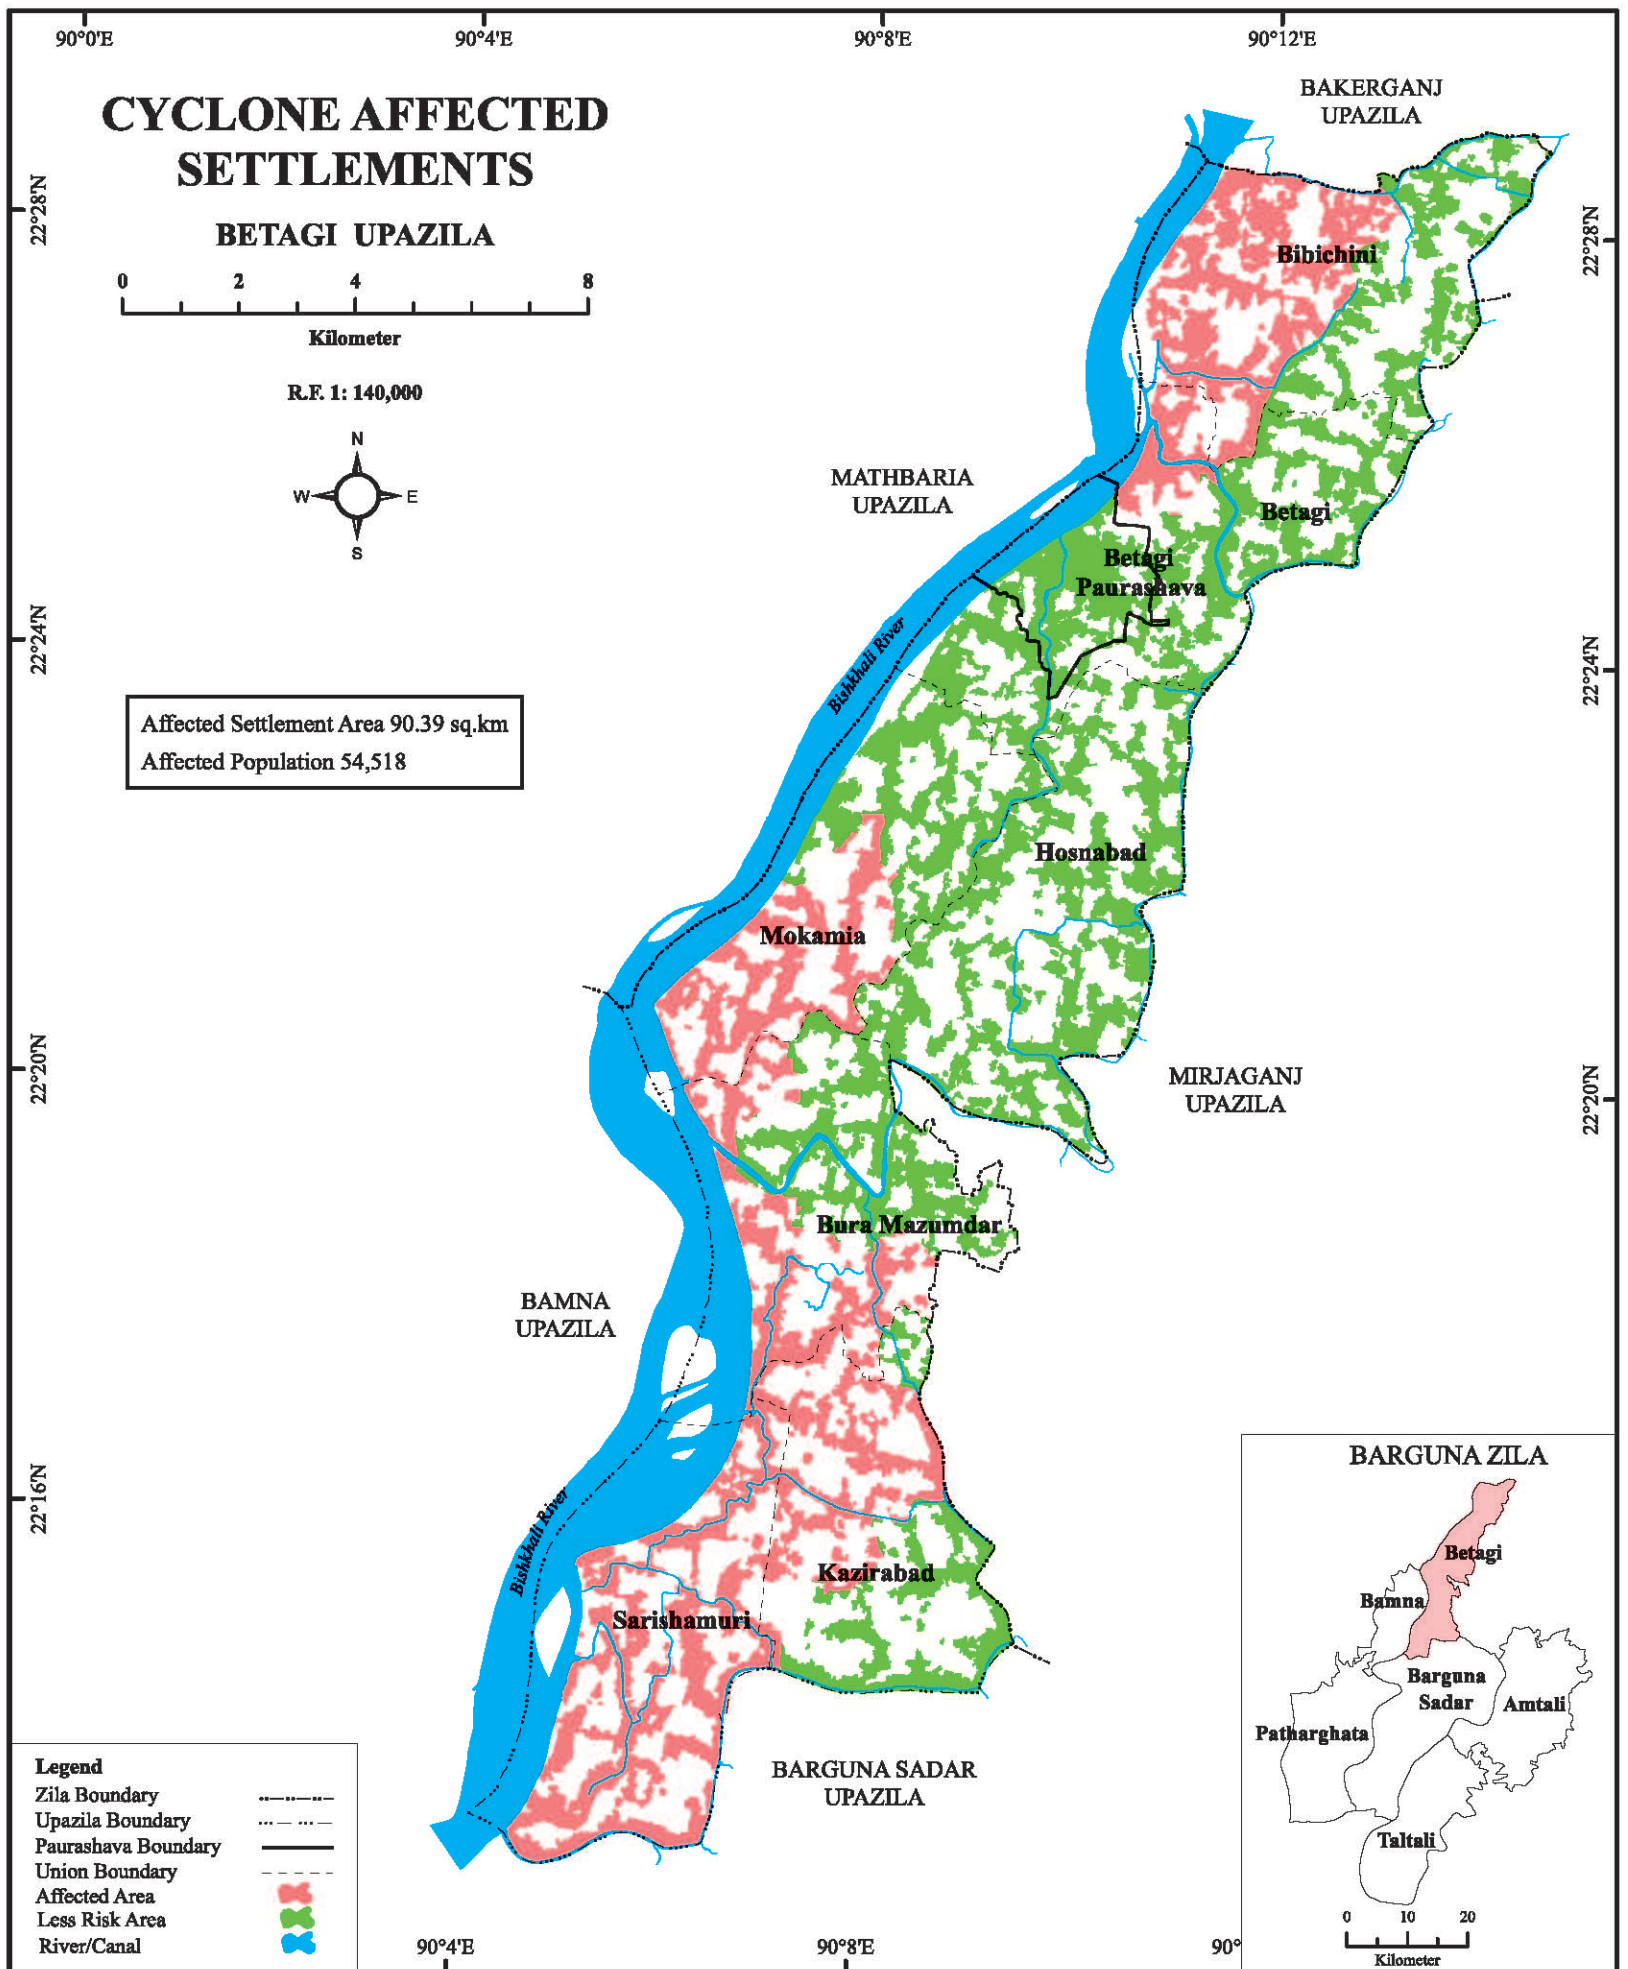 90°0'E
90°4'E
90°8'E
90°12'E
CYCLONE AFFECTED
SETTLEMENTS
BETAGI UPAZILA
0 2 4 8
Kilometer
R.F. 1: 140,000
N
W E
S
BAKERGANJ
UPAZILA
22°28'N
22°28'N
Bibichini
MATHBARIA
UPAZILA
Betagi
Betagi
Paurashava
22°24'N
22°24'N
Bishkhali River
Affected Settlement Area 90.39 sq.km
Affected Population 54,518
Hosnabad
Mokamia
22°20'N
22°20'N
MIRJAGANJ
UPAZILA
Bura Mazumdar
BAMNA
UPAZILA
22°16'N
Bishkhali River
Kazirabad
Sarishamuri
BARGUNA SADAR
UPAZILA
BARGUNA ZILA
Betagi
Bamna
Barguna
Sadar
Amtali
Patharghata
Taltali
0 10 20
Kilometer
Legend
Zila Boundary
Upazila Boundary
Paurashava Boundary
Union Boundary
Affected Area
Less Risk Area
River/Canal
90°4'E
90°8'E
90°